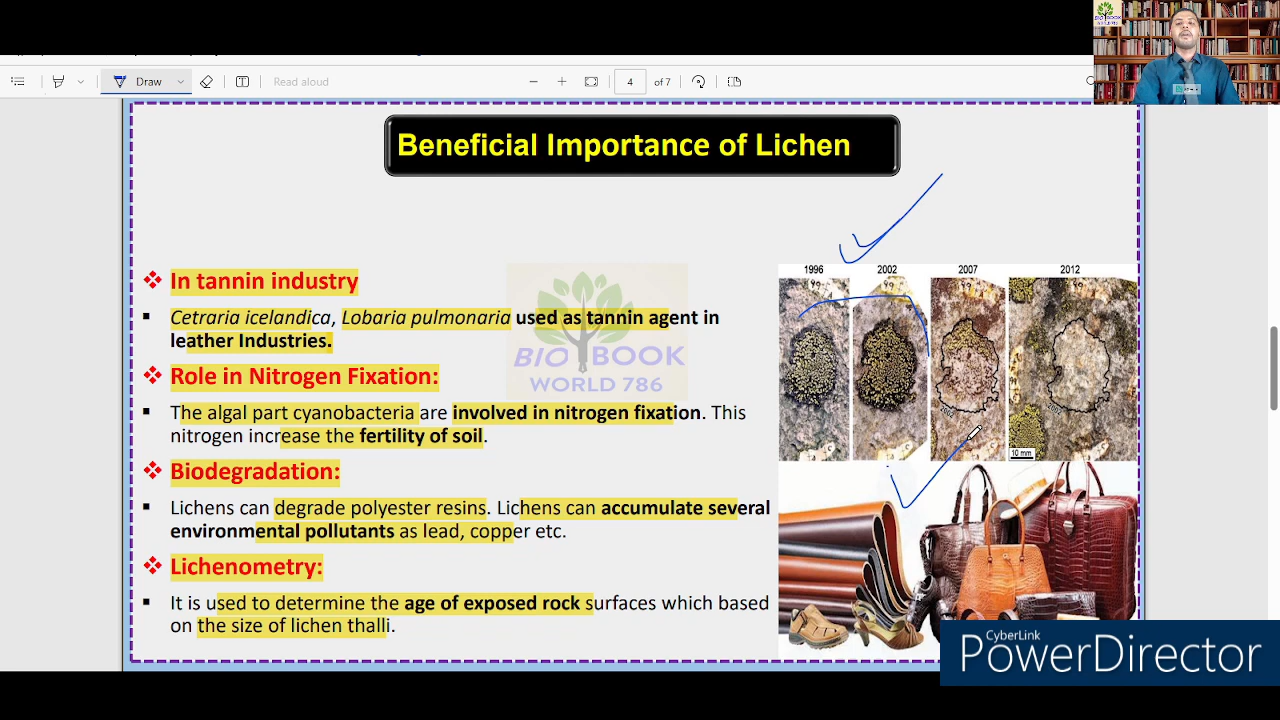 BIO BOOK
Draw
Read aloud
4 of 7
Beneficial Importance of Lichen
In tannin industry
Cetraria icelandica, Lobaria pulmonaria used as tannin agent in
leather Industries.
Role in Nitrogen Fixation:
The algal part cyanobacteria are involved in nitrogen fixation. This
nitrogen increase the fertility of soil.
Biodegradation:
Lichens can degrade polyester resins. Lichens can accumulate several
environmental pollutants as lead, copper etc.
Lichenometry:
It is used to determine the age of exposed rock surfaces which based
on the size of lichen thalli.
BIO BOOK
WORLD 786
1996 2002 2007 2012
10 mm
CyberLink
PowerDirector